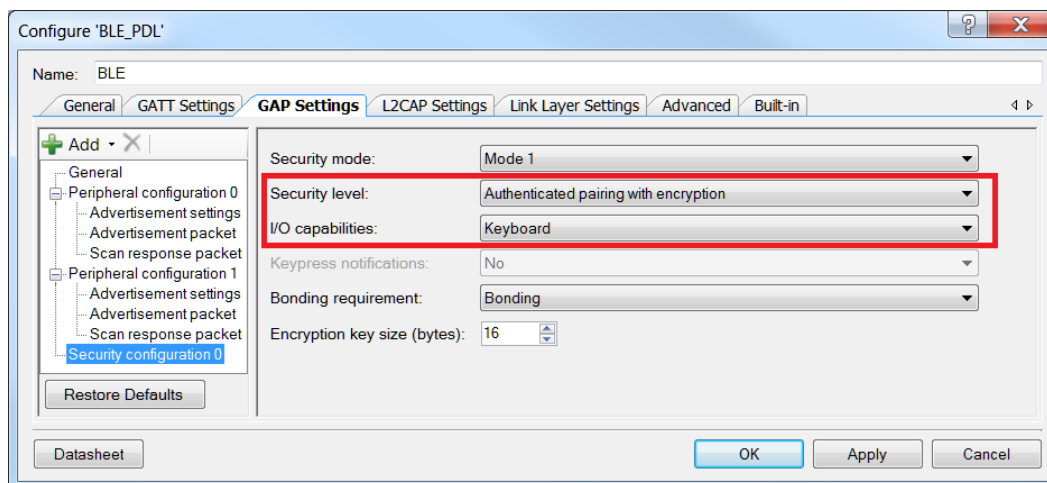 Configure 'BLE_PDL'
Name: BLE
General GATT Settings GAP Settings L2CAP Settings Link Layer Settings Advanced Built-in
Add
General
Peripheral configuration 0
Advertisement settings
Advertisement packet
Scan response packet
Peripheral configuration 1
Advertisement settings
Advertisement packet
Scan response packet
Security configuration 0
Restore Defaults
Security mode: Mode 1
Security level: Authenticated pairing with encryption
I/O capabilities: Keyboard
Keypress notifications: No
Bonding requirement: Bonding
Encryption key size (bytes): 16
Datasheet OK Apply Cancel